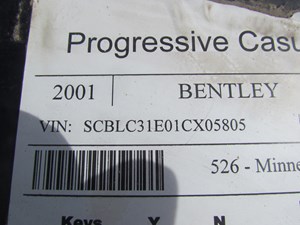 Progressive Casu
2001 BENTLEY
VIN: SCBLC31E01CX05805
526 - Minne
Keys Y N